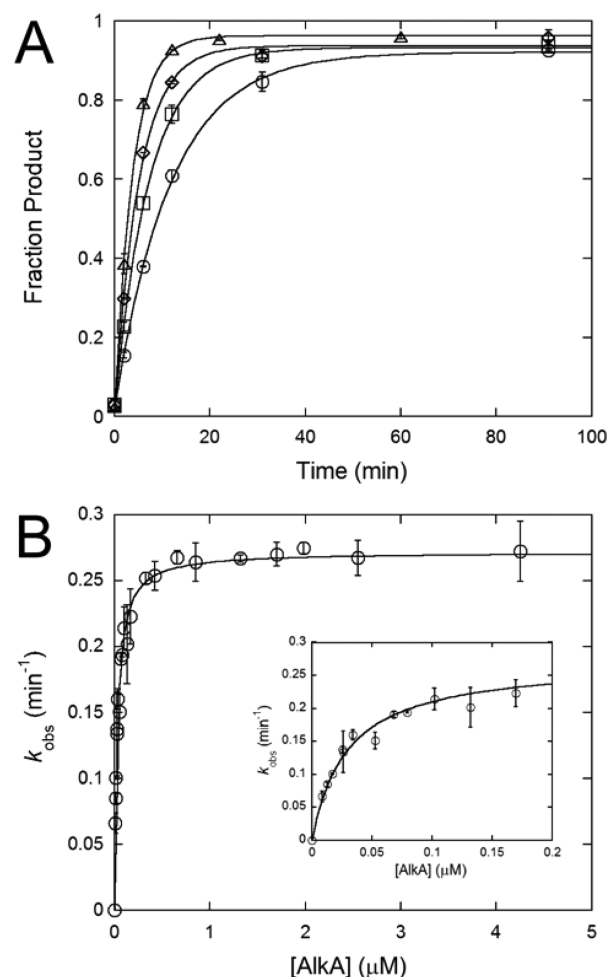 A
1
0.8
0.6
0.4
0.2
0
Fraction Product
0 20 40 60 80 100
Time (min)
B
0.3
0.25
0.2
0.15
0.1
0.05
0
k_obs (min⁻¹)
0.3
0.25
0.2
0.15
0.1
0.05
0
k_obs (min⁻¹)
0 0.05 0.1 0.15 0.2
[AlkA] (μM)
0 1 2 3 4 5
[AlkA] (μM)